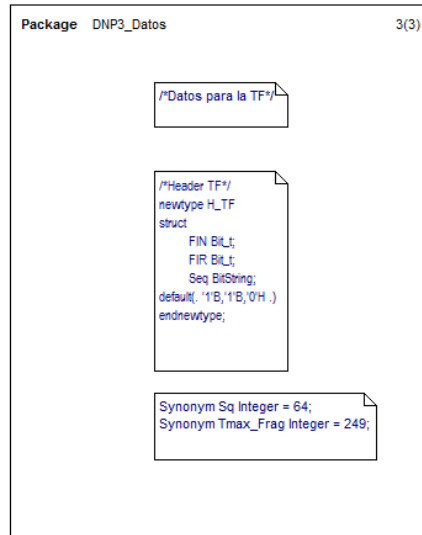 Package DNP3_Datos 3(3)
/*Datos para la TF*/
/*Header TF*/
newtype H_TF
struct
FIN Bit_t;
FIR Bit_t;
Seq BitString;
default(. '1'B,'1'B,'0'H .)
endnewtype;
Synonym Sq Integer = 64;
Synonym Tmax_Frag Integer = 249;